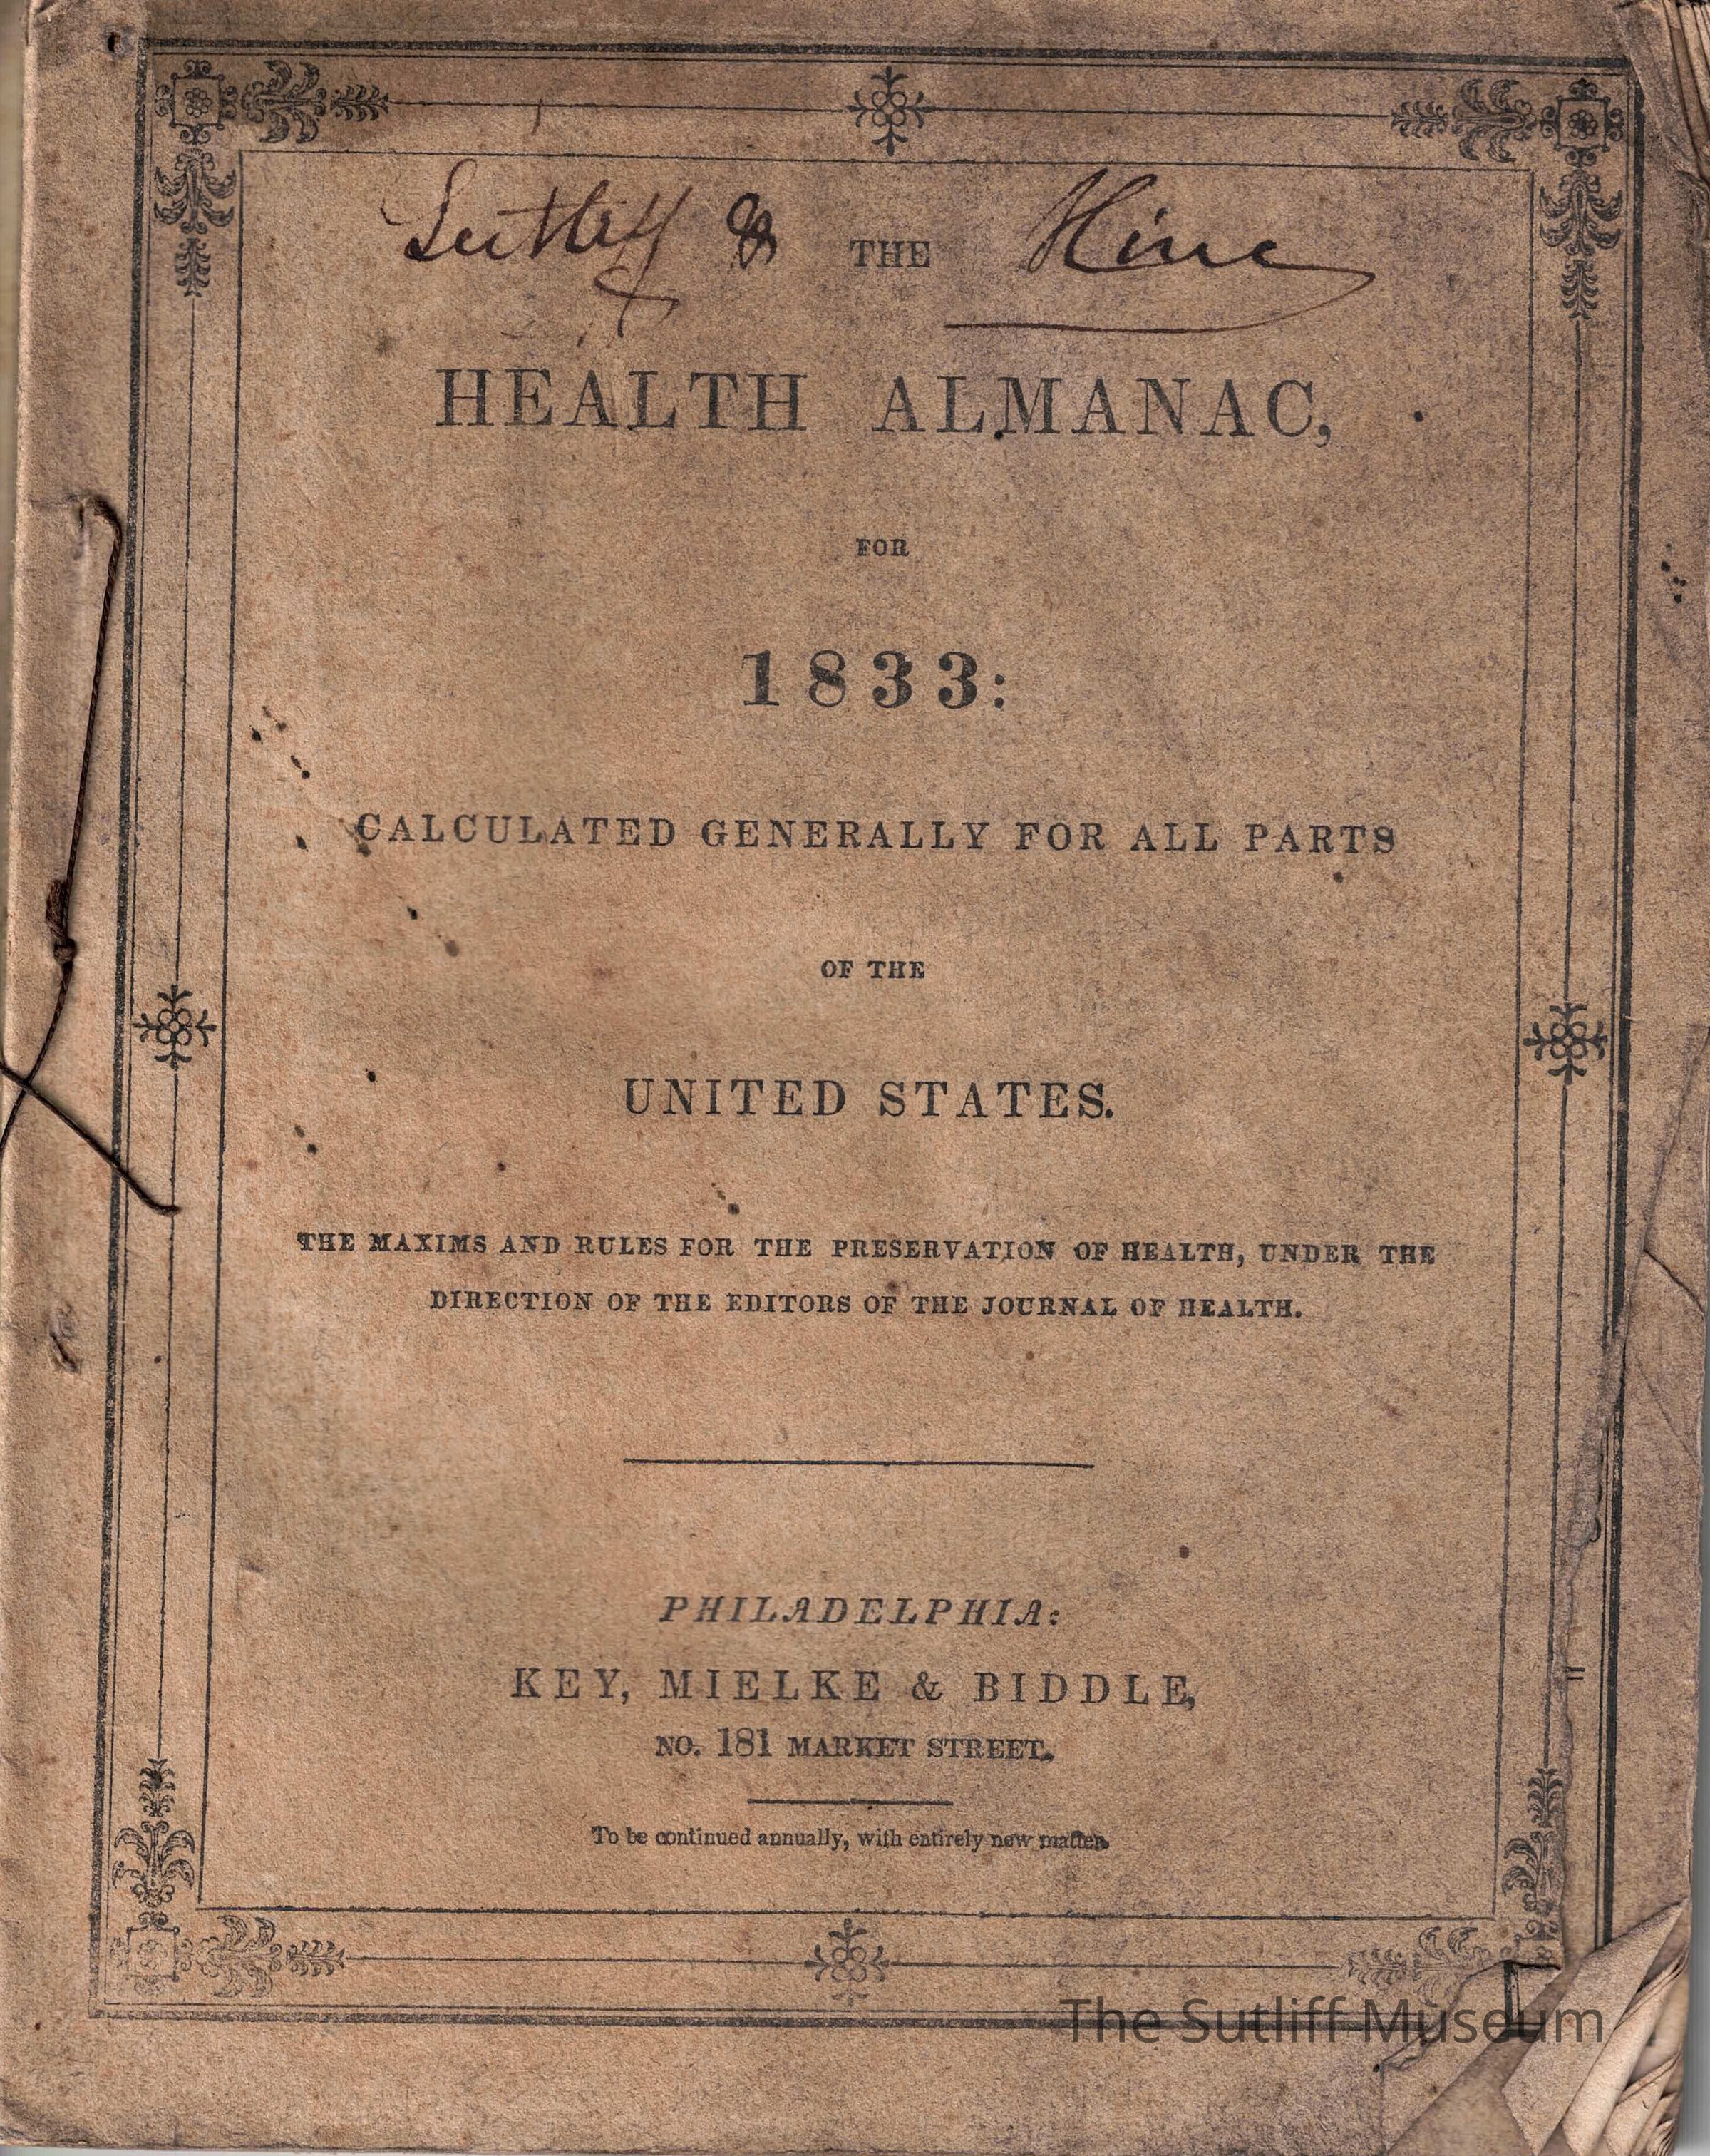 Sutleff & THE Hine
HEALTH ALMANAC,
FOR
1833:
CALCULATED GENERALLY FOR ALL PARTS
OF THE
UNITED STATES.
THE MAXIMS AND RULES FOR THE PRESERVATION OF HEALTH, UNDER THE
DIRECTION OF THE EDITORS OF THE JOURNAL OF HEALTH.
PHILADELPHIA:
KEY, MIELKE & BIDDLE,
NO. 181 MARKET STREET.
To be continued annually, with entirely new matter.
The Sutliff Museum